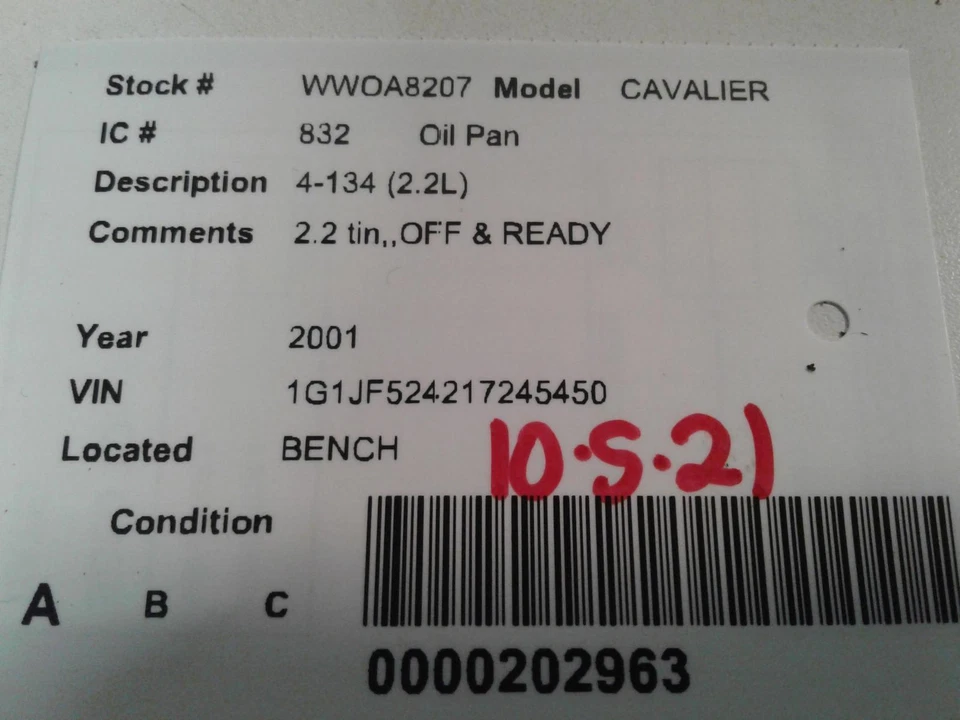 Stock # WWOA8207 Model CAVALIER
IC # 832 Oil Pan
Description 4-134 (2.2L)
Comments 2.2 tin,,OFF & READY
Year 2001
VIN 1G1JF524217245450
Located BENCH
10·5·21
Condition
A B C
0000202963